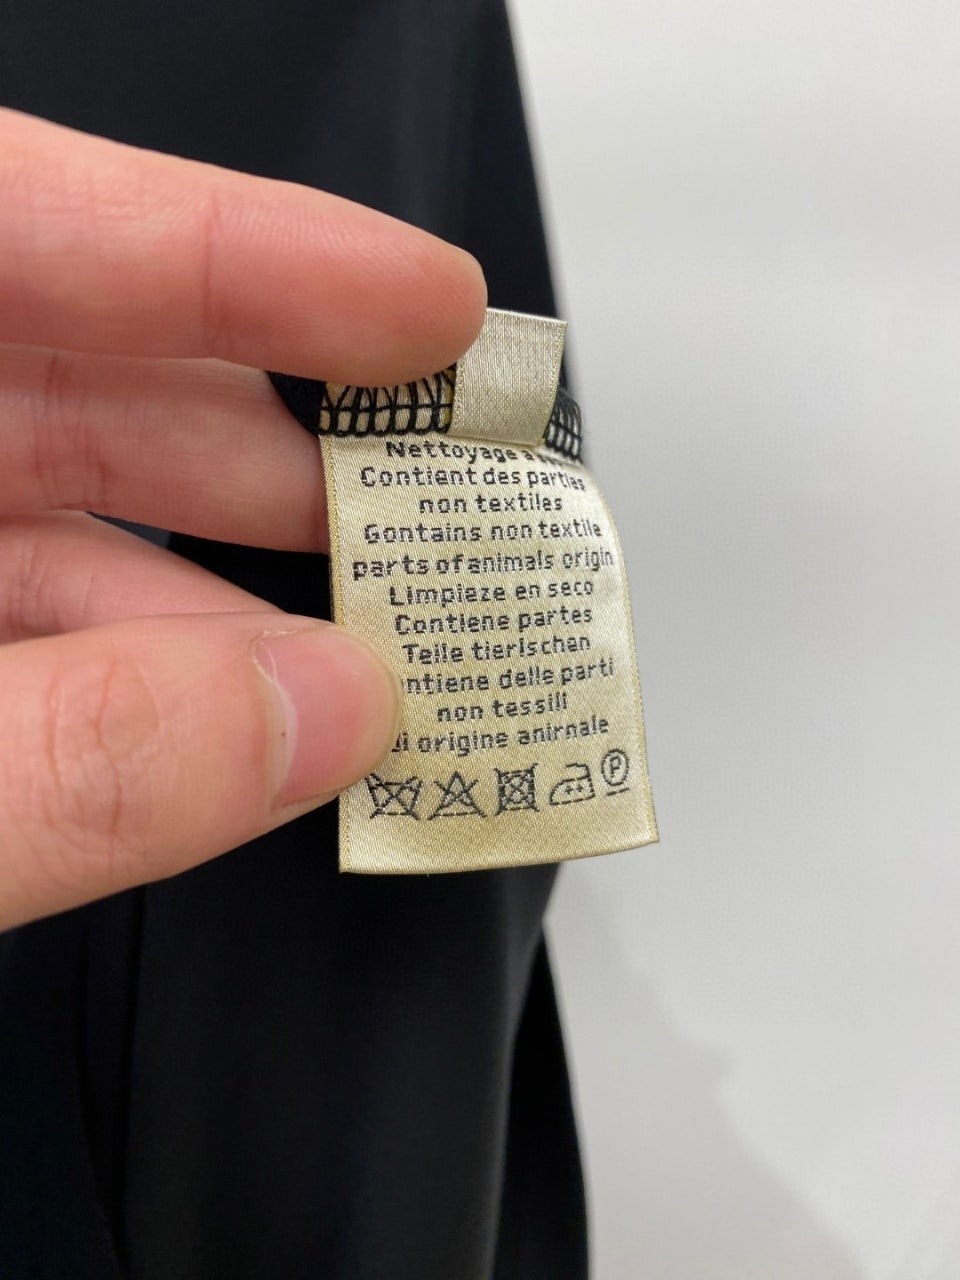 Nettoyage à
Contient des parties
non textiles
Gontains non textile
parts ofanimals origin
Limpieze en seco
Contiene partes
Teile tierischen
ntiene delle parti
non tessili
di origine anirnale
P